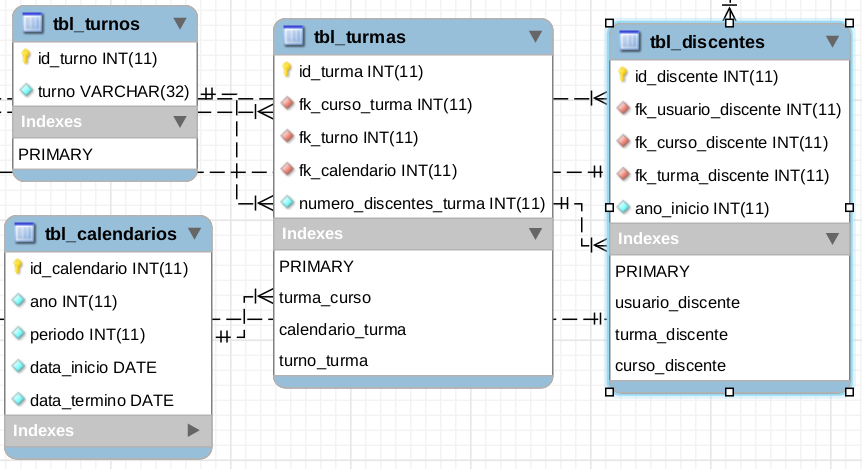 tbl_turnos
id_turno INT(11)
turno VARCHAR(32)
Indexes
PRIMARY
tbl_calendarios
id_calendario INT(11)
ano INT(11)
periodo INT(11)
data_inicio DATE
data_termino DATE
Indexes
tbl_turmas
id_turma INT(11)
fk_curso_turma INT(11)
fk_turno INT(11)
fk_calendario INT(11)
numero_discentes_turma INT(11)
Indexes
PRIMARY
turma_curso
calendario_turma
turno_turma
tbl_discentes
id_discente INT(11)
fk_usuario_discente INT(11)
fk_curso_discente INT(11)
fk_turma_discente INT(11)
ano_inicio INT(11)
Indexes
PRIMARY
usuario_discente
turma_discente
curso_discente